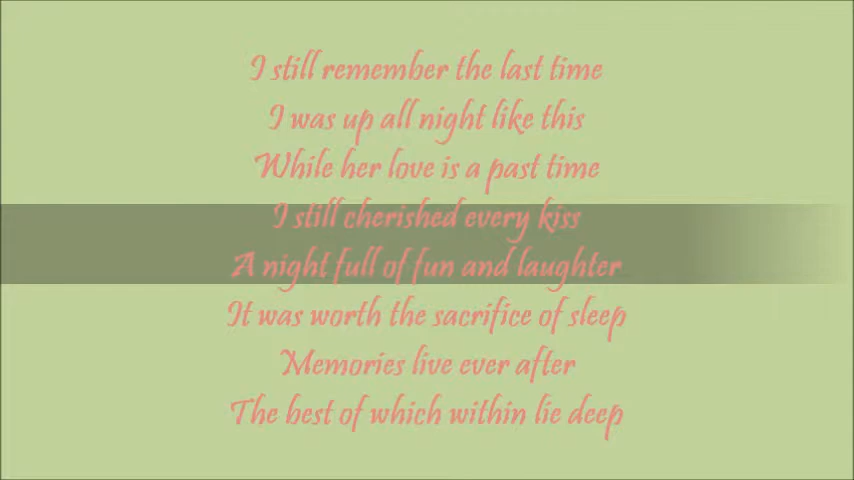 I still remember the last time
I was up all night like this
While her love is a past time
I still cherished every kiss
A night full of fun and laughter
It was worth the sacrifice of sleep
Memories live ever after
The best of which within lie deep